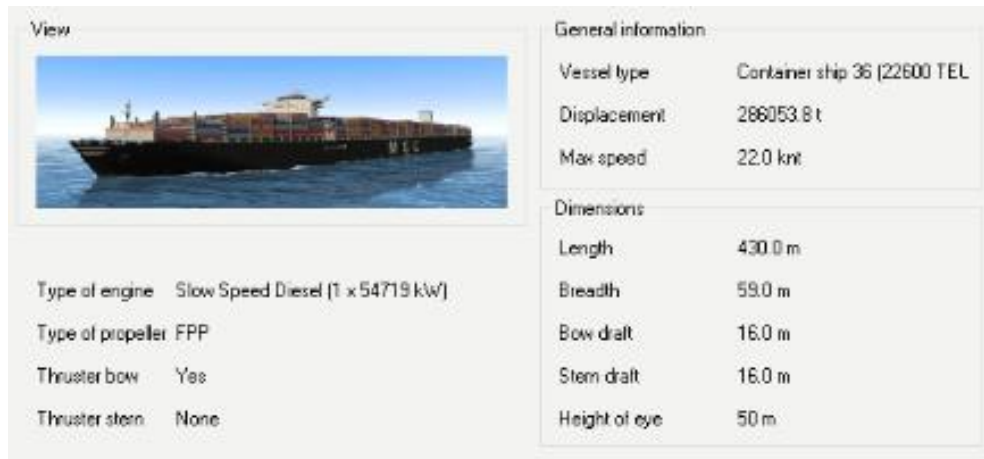 View
General information
Vessel type Container ship 36 (22600 TEU
Displacement 286053.8 t
Max speed 22.0 knt
Dimensions
Length 430.0 m
Breadth 59.0 m
Bow draft 16.0 m
Stern draft 16.0 m
Height of eye 50 m
Type of engine Slow Speed Diesel (1 x 54719 kW)
Type of propeller FPP
Thruster bow Yes
Thruster stern None
MSC